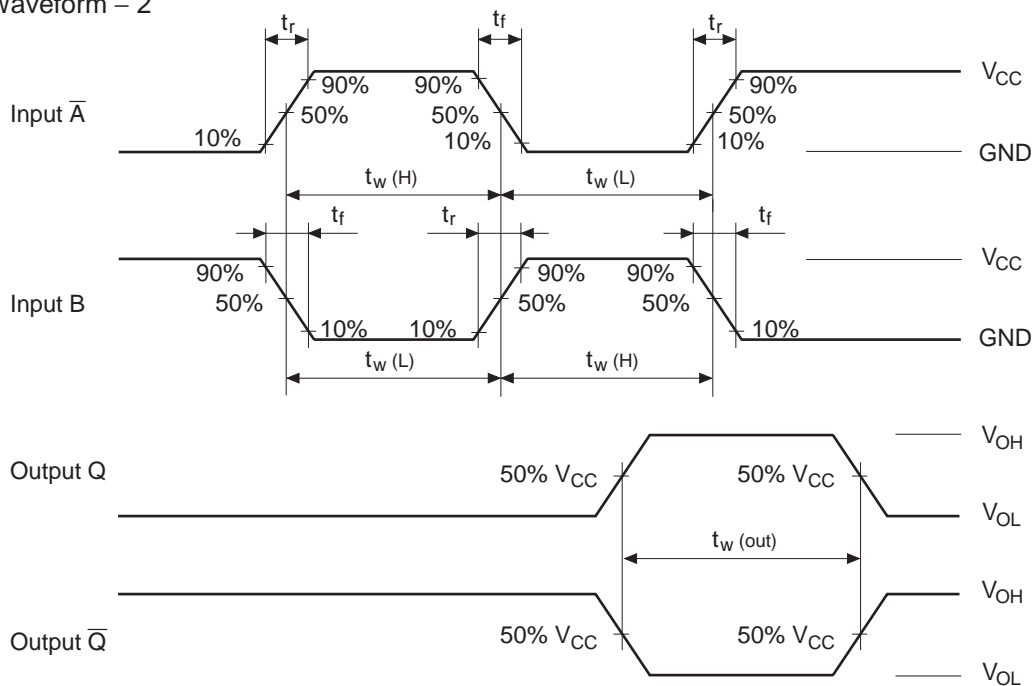 Waveform – 2
tr tf tr
90% 90% 90% VCC
Input A̅ 50% 50% 50%
10% 10% 10% GND
tw (H) tw (L)
tf tr tf
90% 90% 90% VCC
Input B 50% 50% 50%
10% 10% 10% GND
tw (L) tw (H)
VOH
Output Q 50% VCC 50% VCC
VOL
tw (out)
VOH
Output Q̅ 50% VCC 50% VCC
VOL